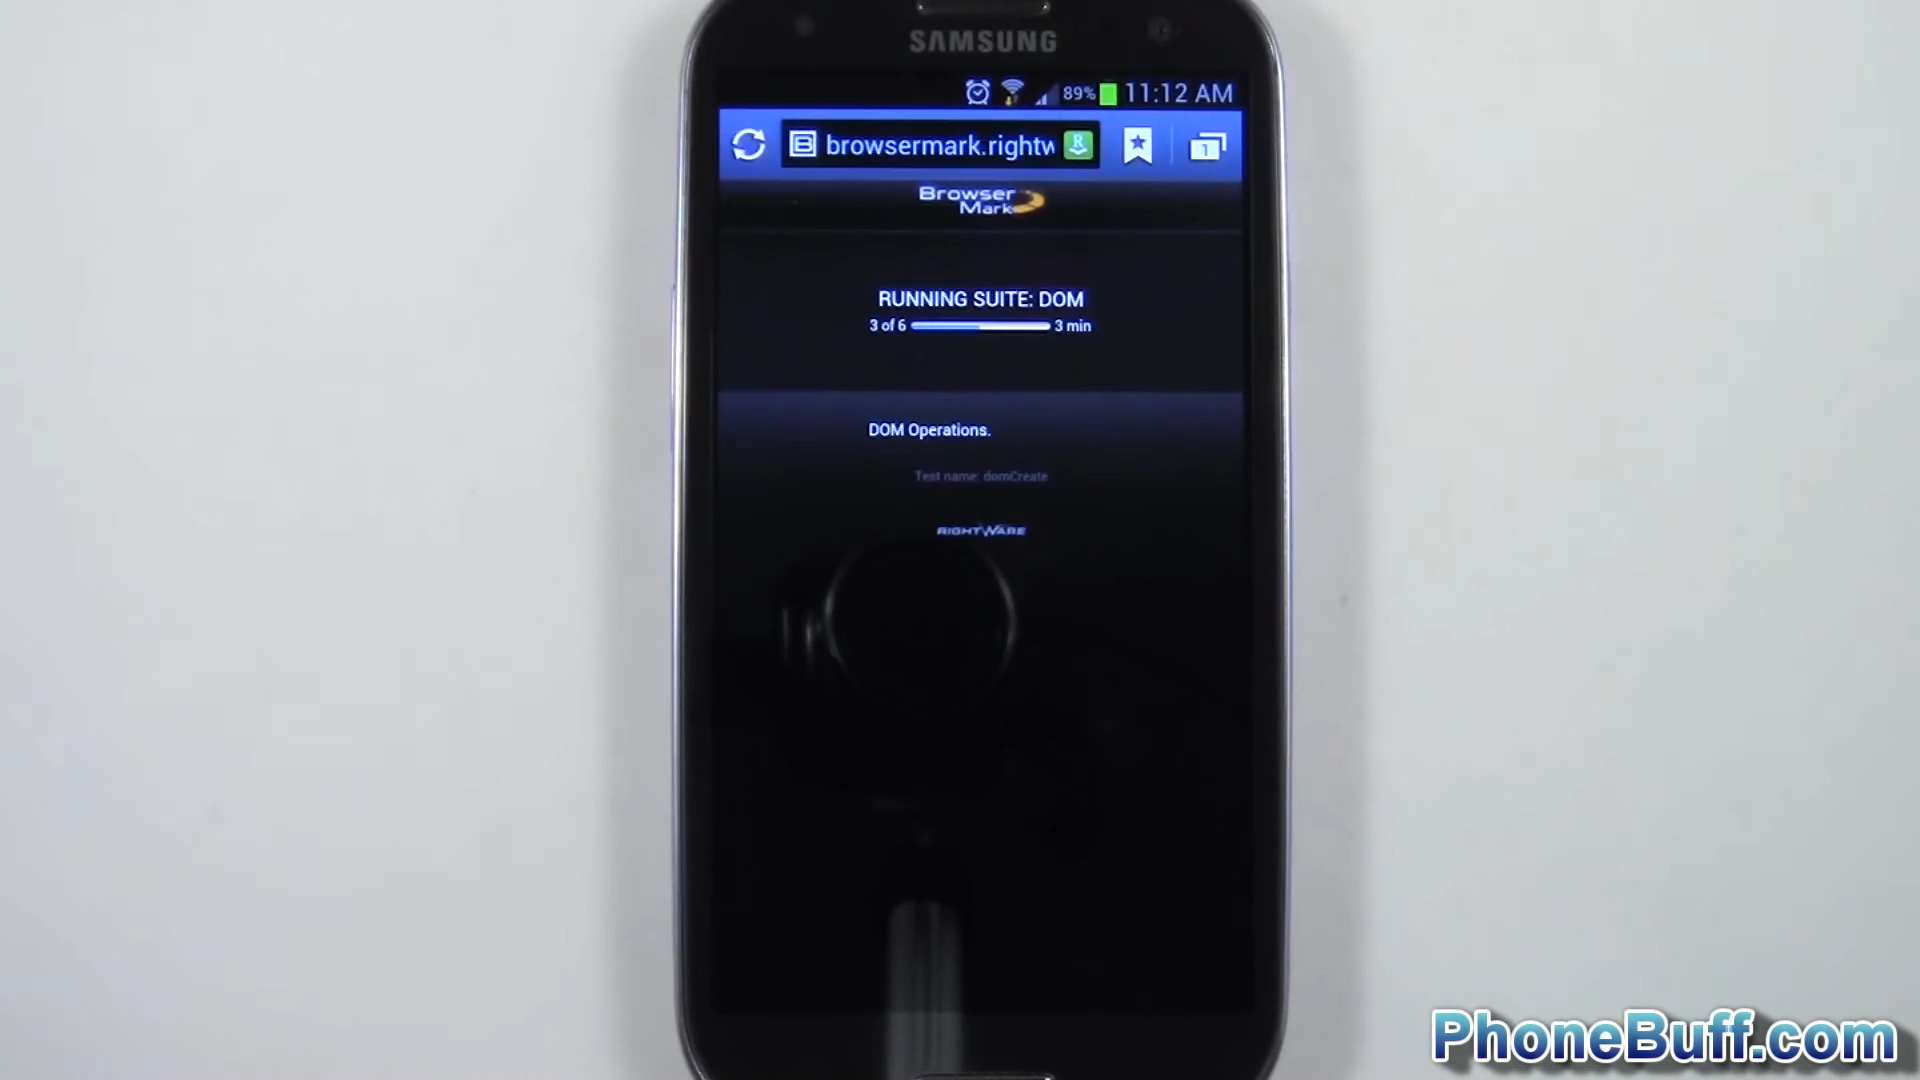 SAMSUNG
89% 11:12 AM
browsermark.rightw
R
1
Browser
Mark
RUNNING SUITE: DOM
3 of 6 3 min
DOM Operations.
Test name: domCreate
RIGHTWARE
PhoneBuff.com